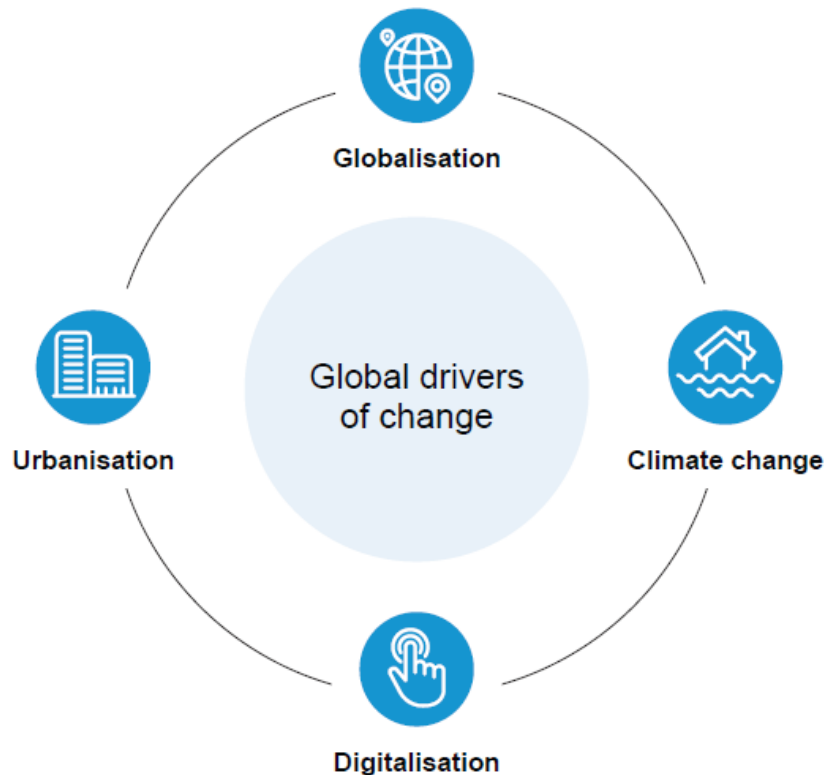 Globalisation
Global drivers
of change
Urbanisation
Climate change
Digitalisation